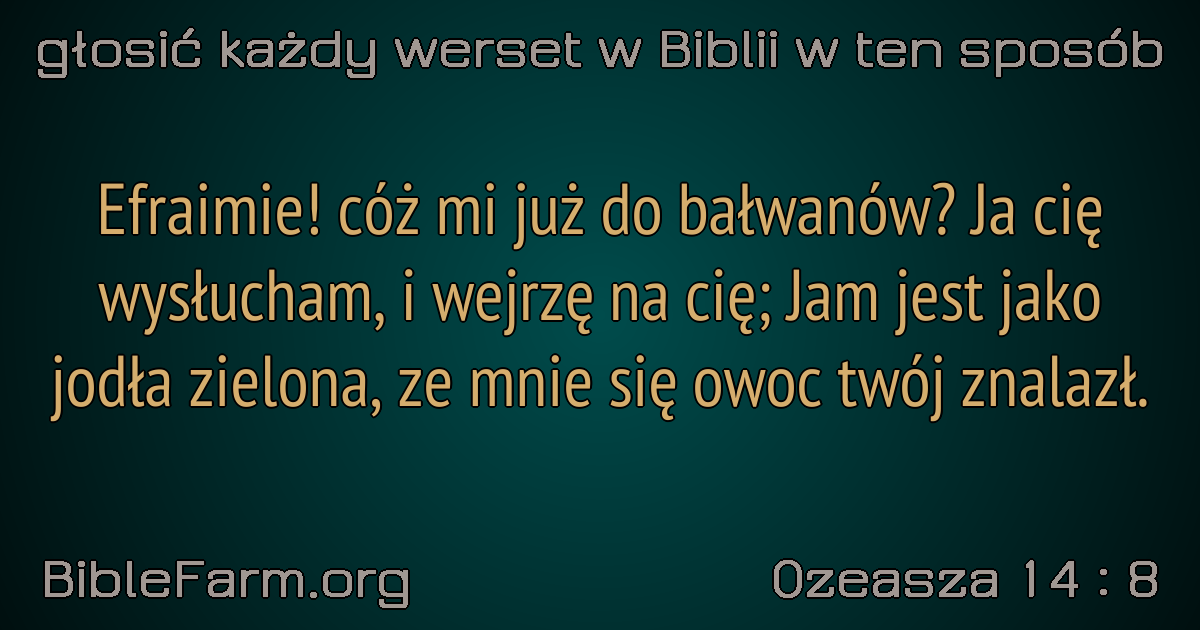 głosić każdy werset w Biblii w ten sposób
Efraimie! cóż mi już do bałwanów? Ja cię
wysłucham, i wejrzę na cię; Jam jest jako
jodła zielona, ze mnie się owoc twój znalazł.
BibleFarm.org
Ozeasza 14 : 8